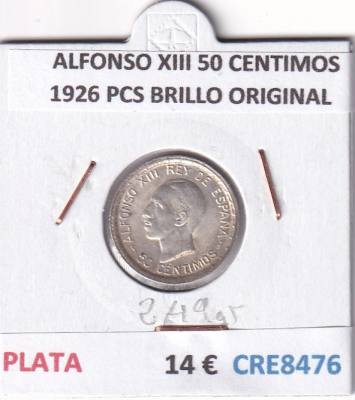 ALFONSO XIII 50 CENTIMOS
1926 PCS BRILLO ORIGINAL
ALFONSO XIII REY DE ESPAÑA
50 CENTIMOS
PLATA 14 € CRE8476